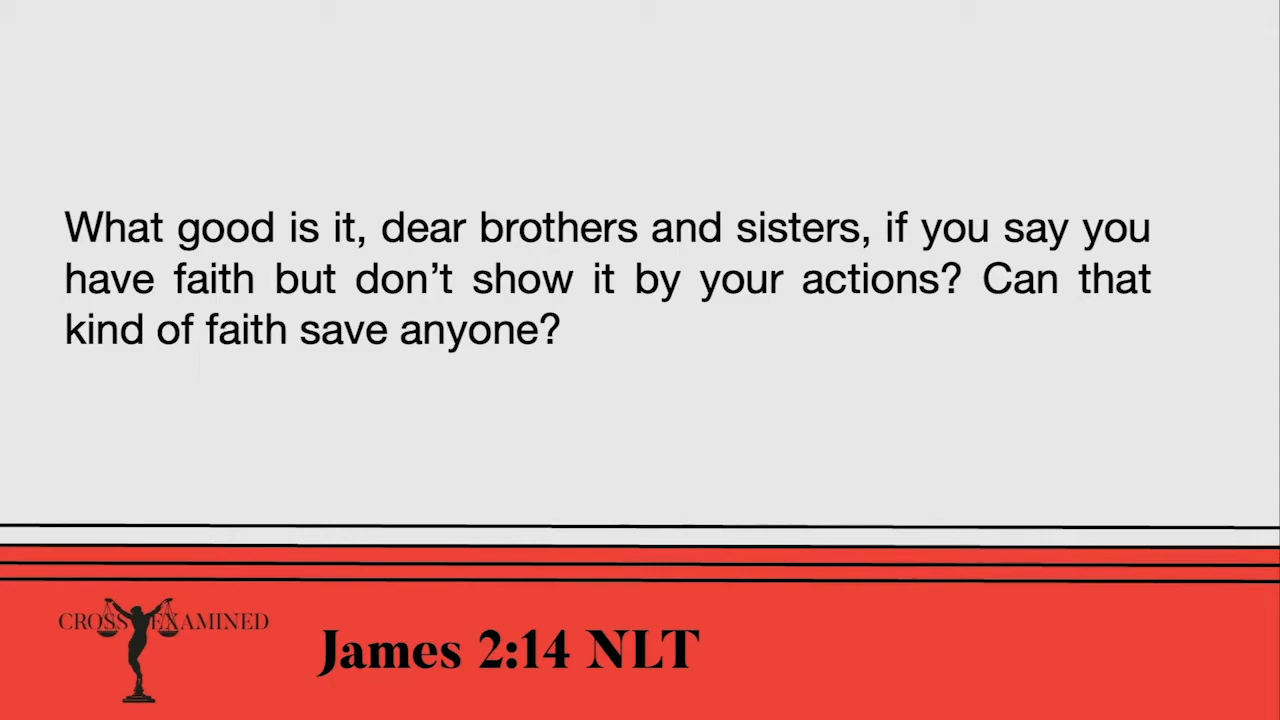 What good is it, dear brothers and sisters, if you say you
have faith but don’t show it by your actions? Can that
kind of faith save anyone?
CROSS EXAMINED
James 2:14 NLT